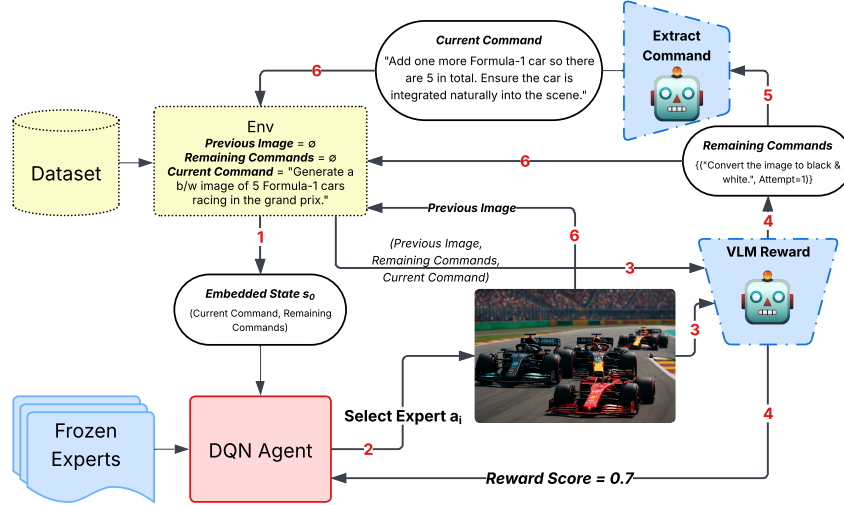 Current Command
"Add one more Formula-1 car so there
are 5 in total. Ensure the car is
integrated naturally into the scene."
Extract
Command
6
5
Dataset
Env
Previous Image = ∅
Remaining Commands = ∅
Current Command = "Generate a
b/w image of 5 Formula-1 cars
racing in the grand prix."
6
Remaining Commands
{("Convert the image to black &
white.", Attempt=1)}
Previous Image
6
4
1
(Previous Image,
Remaining Commands,
Current Command)
3
VLM Reward
Embedded State s₀
(Current Command, Remaining
Commands)
3
Select Expert aᵢ
4
Frozen
Experts
DQN Agent
2
Reward Score = 0.7